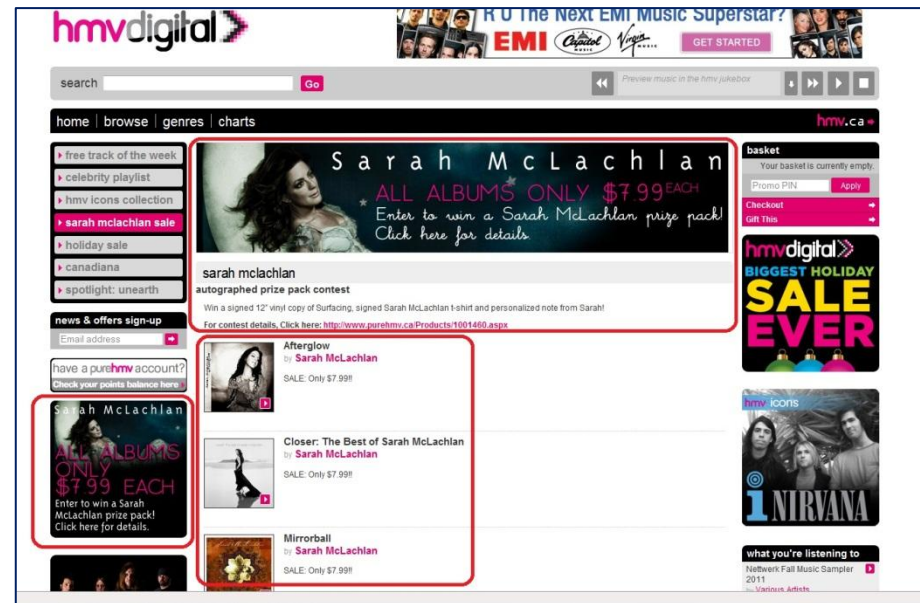 hmvdigital
R U The Next EMI Music Superstar?
EMI Capitol Virgin MUSIC GET STARTED
search Go
Preview music in the hmv jukebox
home | browse | genres | charts
hmv.ca
free track of the week
celebrity playlist
hmv icons collection
sarah mclachlan sale
holiday sale
canadiana
spotlight: unearth
news & offers sign-up
Email address
have a purehmv account?
Check your points balance here
Sarah McLachlan
ALL ALBUMS
ONLY
$7.99 EACH
Enter to win a Sarah
McLachlan prize pack!
Click here for details.
Sarah McLachlan
ALL ALBUMS ONLY $7.99 EACH
Enter to win a Sarah McLachlan prize pack!
Click here for details.
sarah mclachlan
autographed prize pack contest
Win a signed 12" vinyl copy of Surfacing, signed Sarah McLachlan t-shirt and personalized note from Sarah!
For contest details, Click here: http://www.purehmv.ca/Products/1001460.aspx
Afterglow
by Sarah McLachlan
SALE: Only $7.99!!
Closer: The Best of Sarah McLachlan
by Sarah McLachlan
SALE: Only $7.99!!
Mirrorball
by Sarah McLachlan
SALE: Only $7.99!!
basket
Your basket is currently empty.
Promo PIN Apply
Checkout
Gift This
hmvdigital
BIGGEST HOLIDAY
SALE
EVER
hmv icons
i NIRVANA
what you're listening to
Nettwerk Fall Music Sampler
2011
by Various Artists